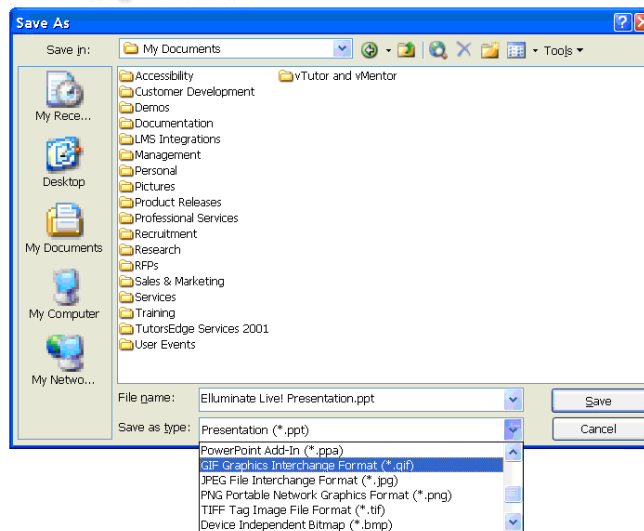 Save As
Save in:
My Documents
Tools
My Rece...
Desktop
My Documents
My Computer
My Netwo...
Accessibility
Customer Development
Demos
Documentation
LMS Integrations
Management
Personal
Pictures
Product Releases
Professional Services
Recruitment
Research
RFPs
Sales & Marketing
Services
Training
TutorsEdge Services 2001
User Events
vTutor and vMentor
File name:
Elluminate Live! Presentation.ppt
Save
Save as type:
Presentation (*.ppt)
Cancel
PowerPoint Add-In (*.ppa)
GIF Graphics Interchange Format (*.gif)
JPEG File Interchange Format (*.jpg)
PNG Portable Network Graphics Format (*.png)
TIFF Tag Image File Format (*.tif)
Device Independent Bitmap (*.bmp)